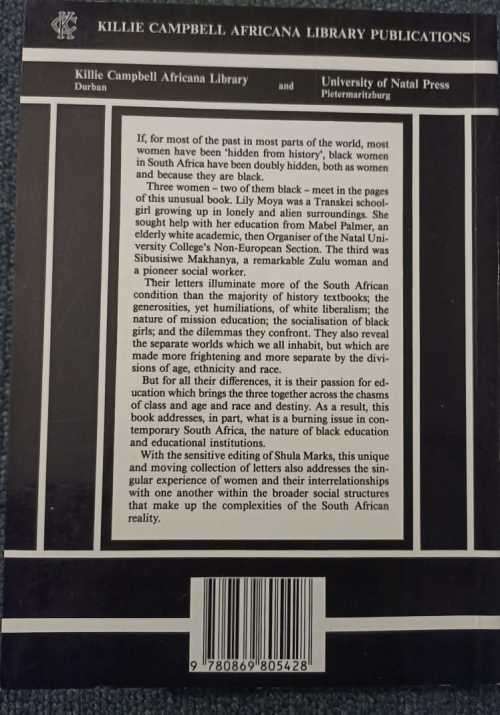 KILLIE CAMPBELL AFRICANA LIBRARY PUBLICATIONS
Killie Campbell Africana Library
Durban
and
University of Natal Press
Pietermaritzburg
If, for most of the past in most parts of the world, most
women have been 'hidden from history', black women
in South Africa have been doubly hidden, both as women
and because they are black.
Three women – two of them black – meet in the pages
of this unusual book. Lily Moya was a Transkei school-
girl growing up in lonely and alien surroundings. She
sought help with her education from Mabel Palmer, an
elderly white academic, then Organiser of the Natal Uni-
versity College's Non-European Section. The third was
Sibusisiwe Makhanya, a remarkable Zulu woman and
a pioneer social worker.
Their letters illuminate more of the South African
condition than the majority of history textbooks; the
generosities, yet humiliations, of white liberalism; the
nature of mission education; the socialisation of black
girls; and the dilemmas they confront. They also reveal
the separate worlds which we all inhabit, but which are
made more frightening and more separate by the divi-
sions of age, ethnicity and race.
But for all their differences, it is their passion for ed-
ucation which brings the three together across the chasms
of class and age and race and destiny. As a result, this
book addresses, in part, what is a burning issue in con-
temporary South Africa, the nature of black education
and educational institutions.
With the sensitive editing of Shula Marks, this unique
and moving collection of letters also addresses the sin-
gular experience of women and their interrelationships
with one another within the broader social structures
that make up the complexities of the South African
reality.
9 780869 805428